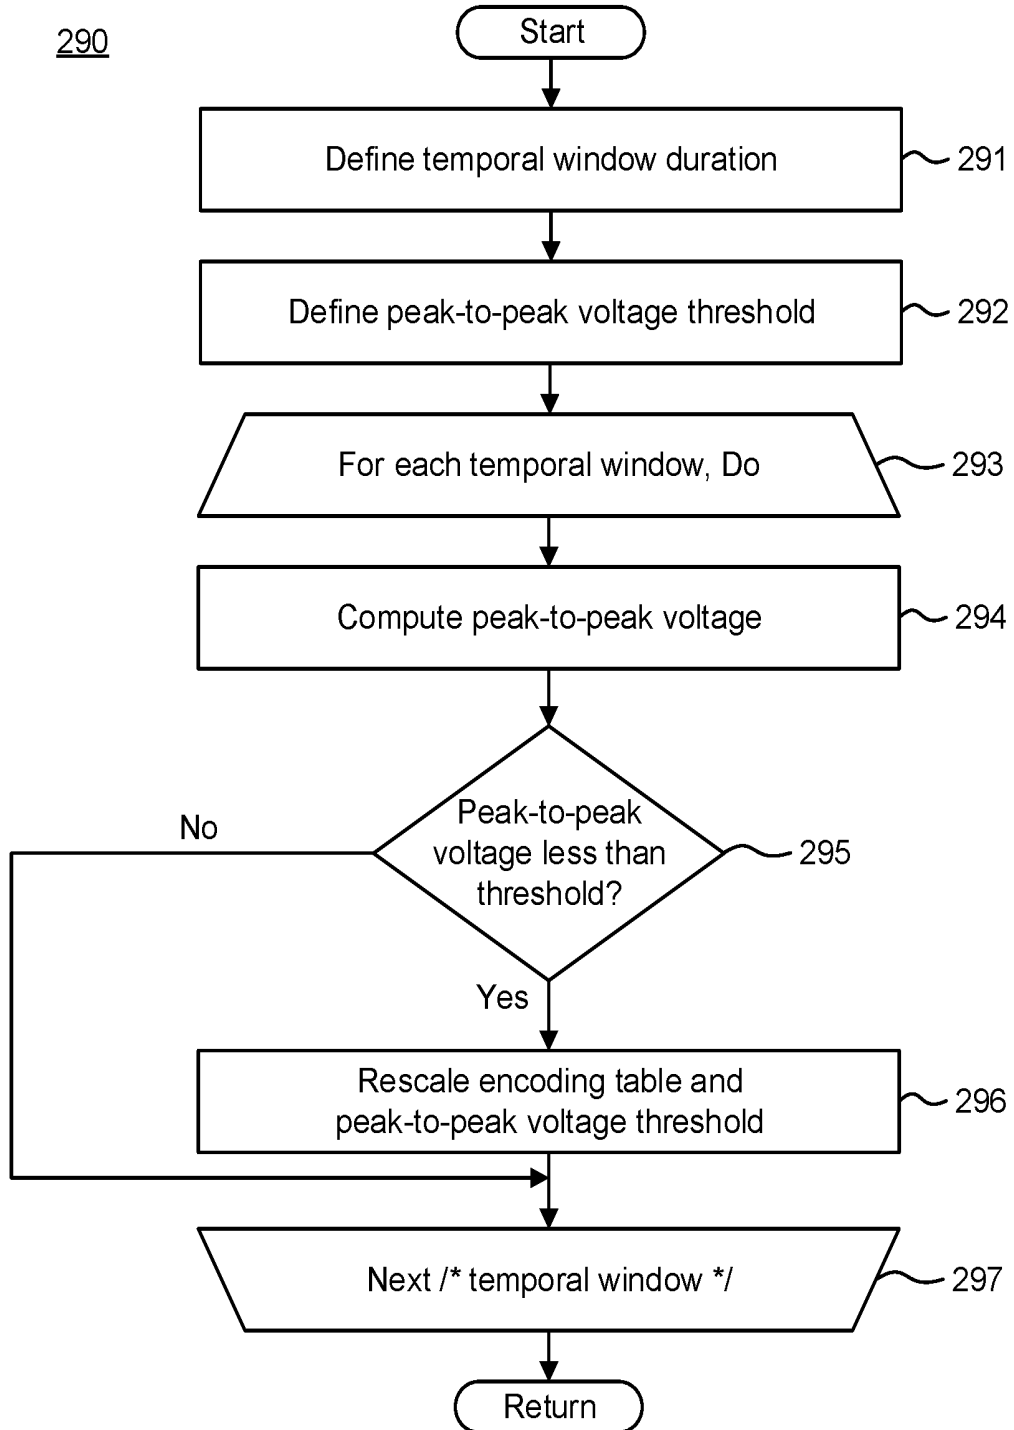 290
Start
Define temporal window duration
291
Define peak-to-peak voltage threshold
292
For each temporal window, Do
293
Compute peak-to-peak voltage
294
Peak-to-peak
voltage less than
threshold?
295
No
Yes
Rescale encoding table and
peak-to-peak voltage threshold
296
Next /* temporal window */
297
Return